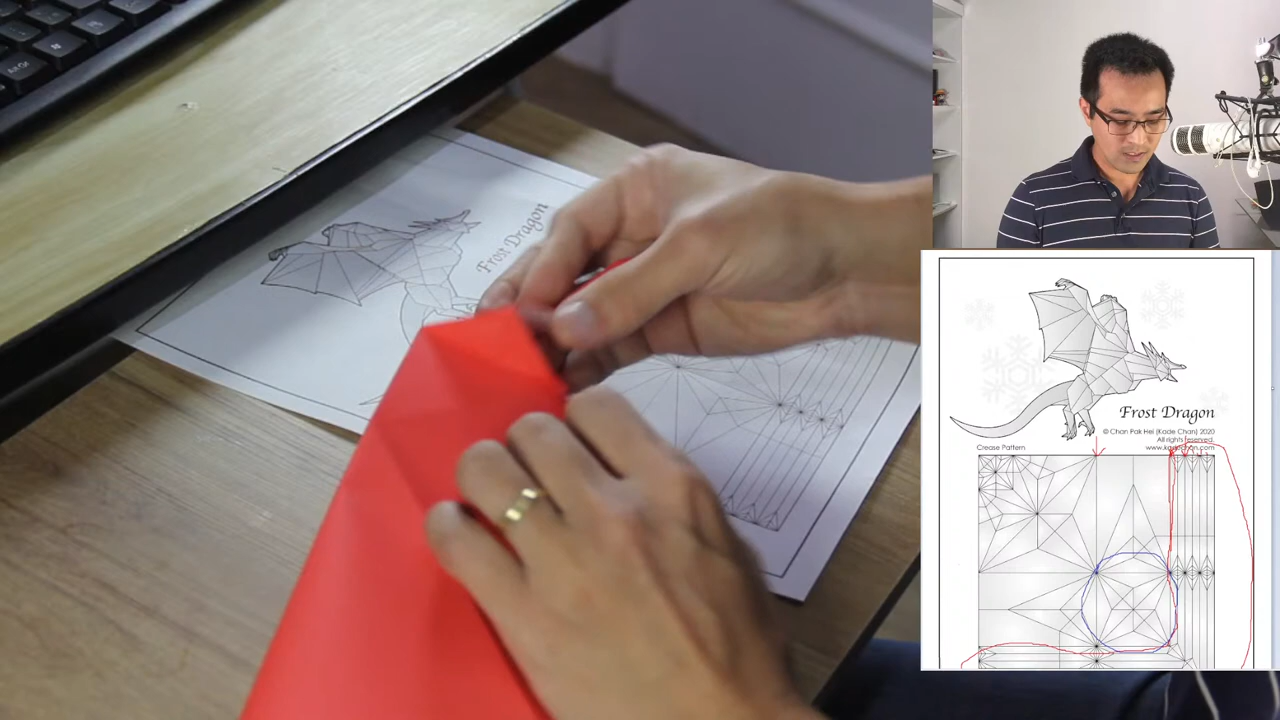 Frost Dragon
Frost Dragon
© Chan Pak Hei (Kade Chan) 2020
All rights reserved.
Crease Pattern